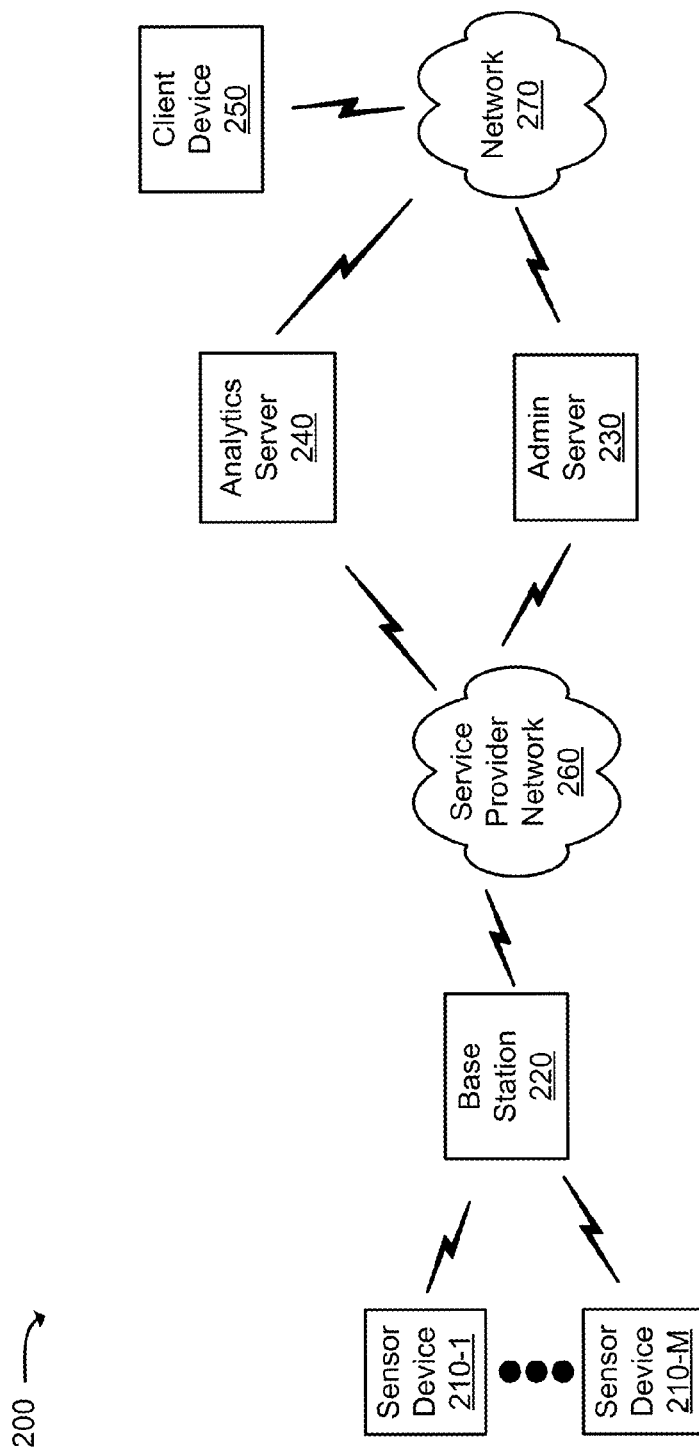 200
Sensor
Device
210-1
Sensor
Device
210-M
Base
Station
220
Service
Provider
Network
260
Analytics
Server
240
Admin
Server
230
Client
Device
250
Network
270